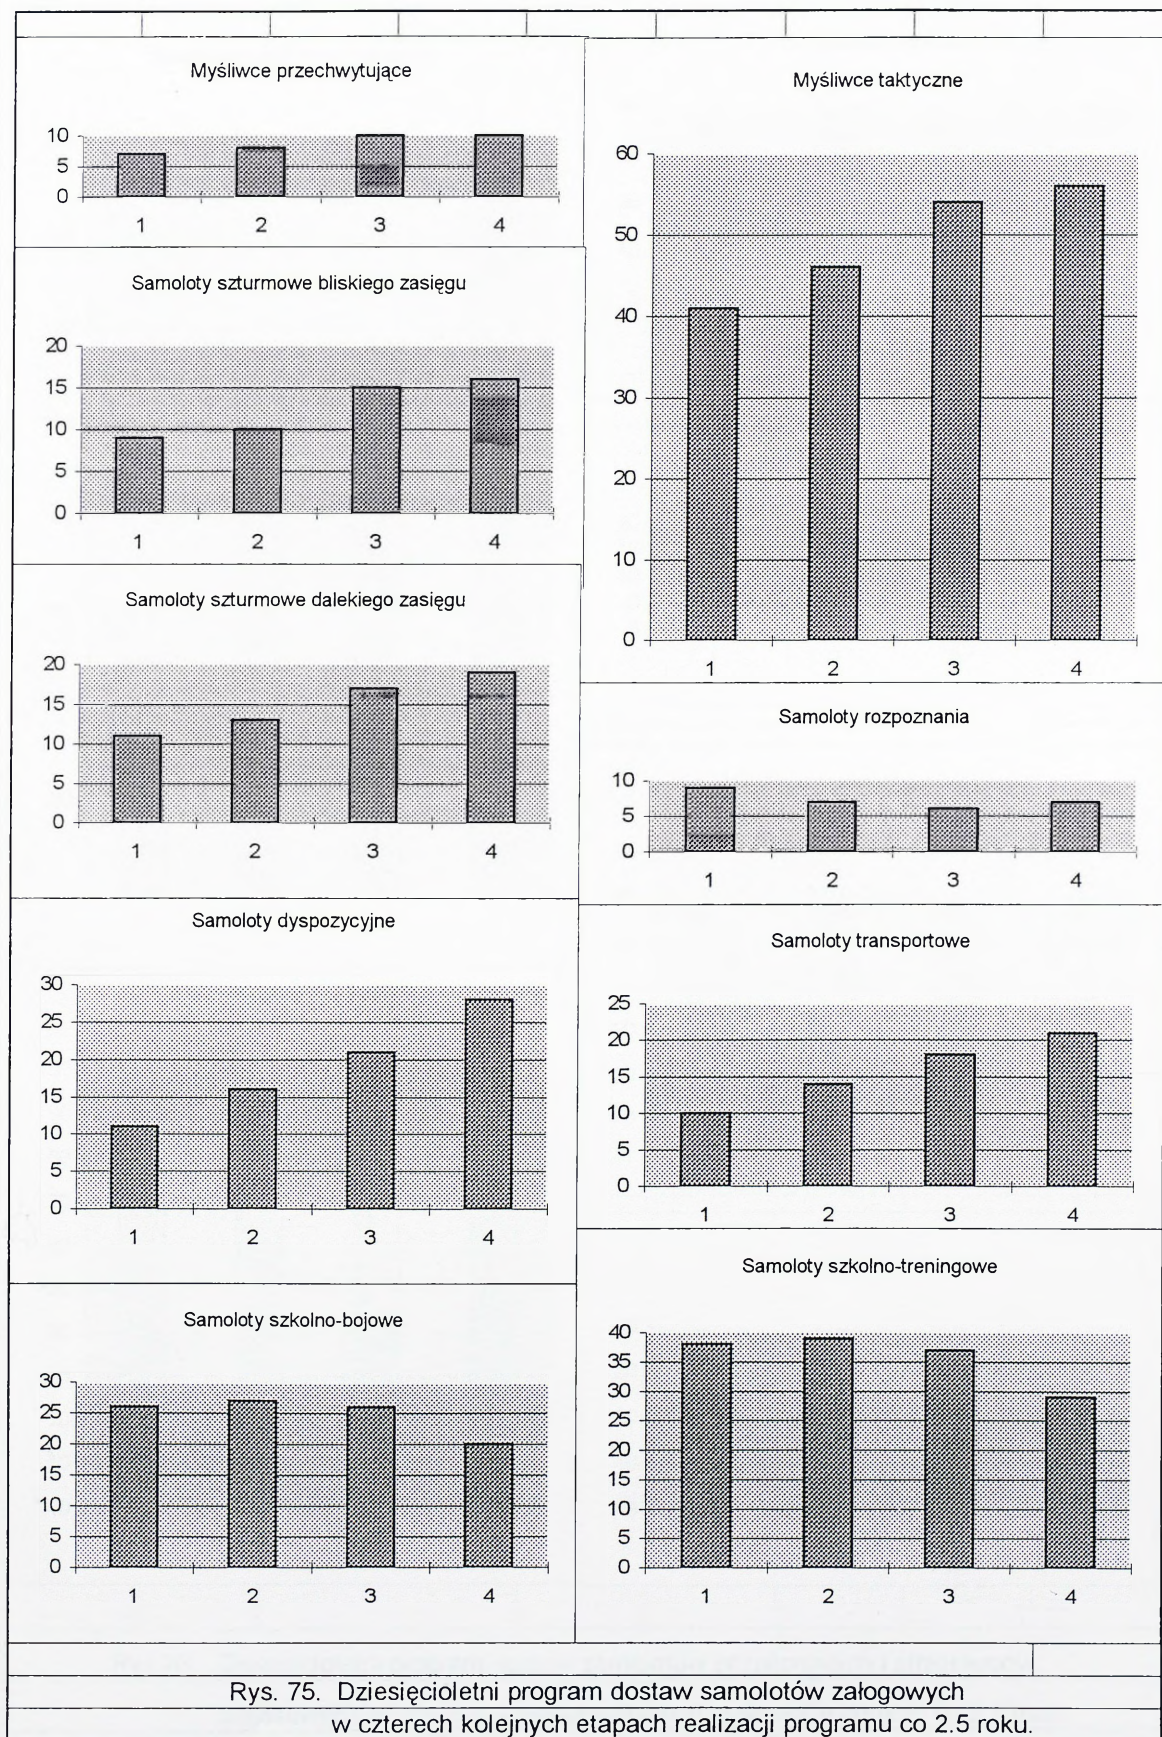 Myśliwce przechwytujące
10
5
0
1 2 3 4
Samoloty szturmowe bliskiego zasięgu
20
15
10
5
0
1 2 3 4
Samoloty szturmowe dalekiego zasięgu
20
15
10
5
0
1 2 3 4
Samoloty dyspozycyjne
30
25
20
15
10
5
0
1 2 3 4
Samoloty szkolno-bojowe
30
25
20
15
10
5
0
1 2 3 4
Myśliwce taktyczne
60
50
40
30
20
10
0
1 2 3 4
Samoloty rozpoznania
10
5
0
1 2 3 4
Samoloty transportowe
25
20
15
10
5
0
1 2 3 4
Samoloty szkolno-treningowe
40
35
30
25
20
15
10
5
0
1 2 3 4
Rys. 75. Dziesięcioletni program dostaw samolotów załogowych
w czterech kolejnych etapach realizacji programu co 2.5 roku.